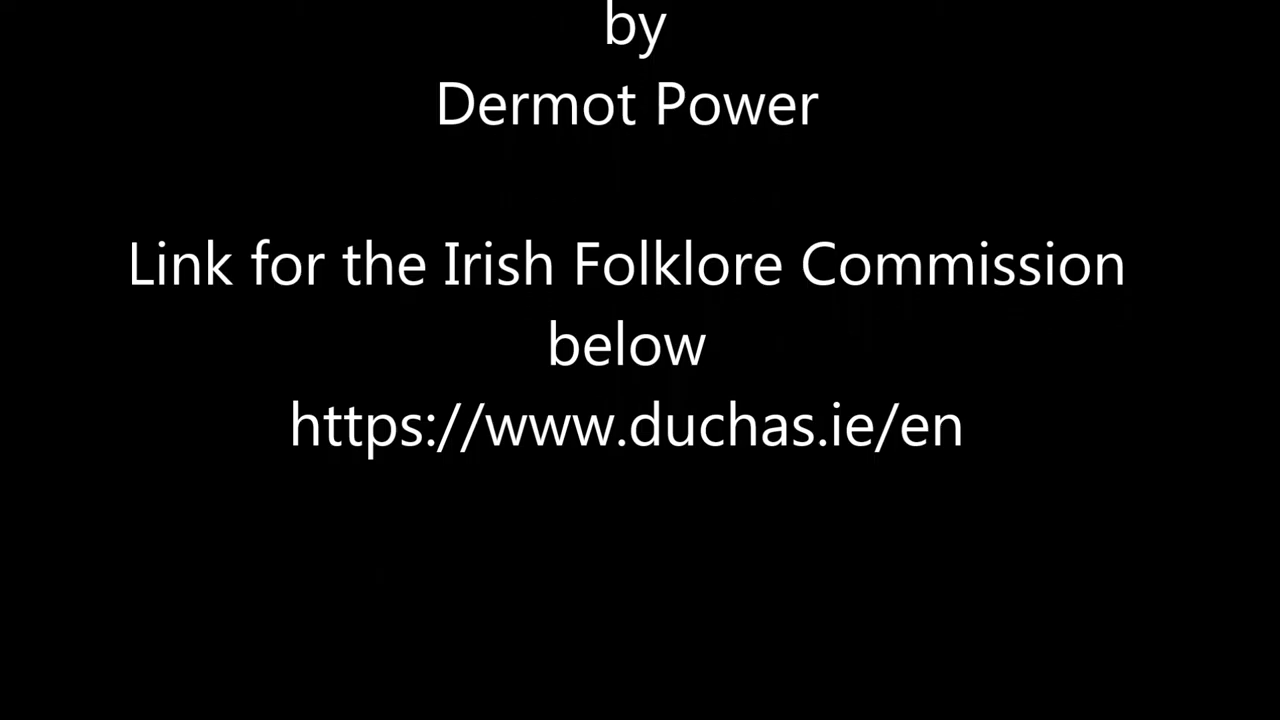 by
Dermot Power
Link for the Irish Folklore Commission
below
https://www.duchas.ie/en